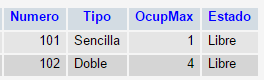 Numero Tipo OcupMax Estado
101 Sencilla 1 Libre
102 Doble 4 Libre